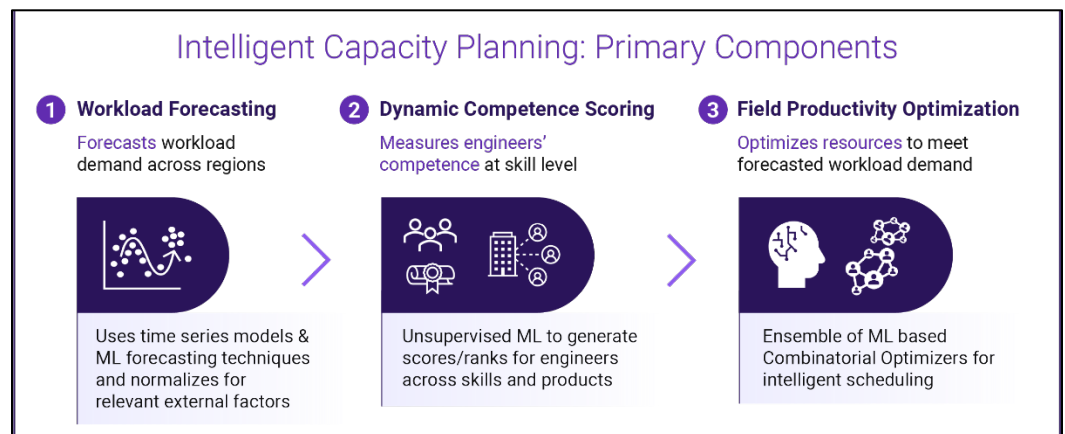 Intelligent Capacity Planning: Primary Components
1 Workload Forecasting
Forecasts workload
demand across regions
Uses time series models &
ML forecasting techniques
and normalizes for
relevant external factors
2 Dynamic Competence Scoring
Measures engineers’
competence at skill level
Unsupervised ML to generate
scores/ranks for engineers
across skills and products
3 Field Productivity Optimization
Optimizes resources to meet
forecasted workload demand
Ensemble of ML based
Combinatorial Optimizers for
intelligent scheduling